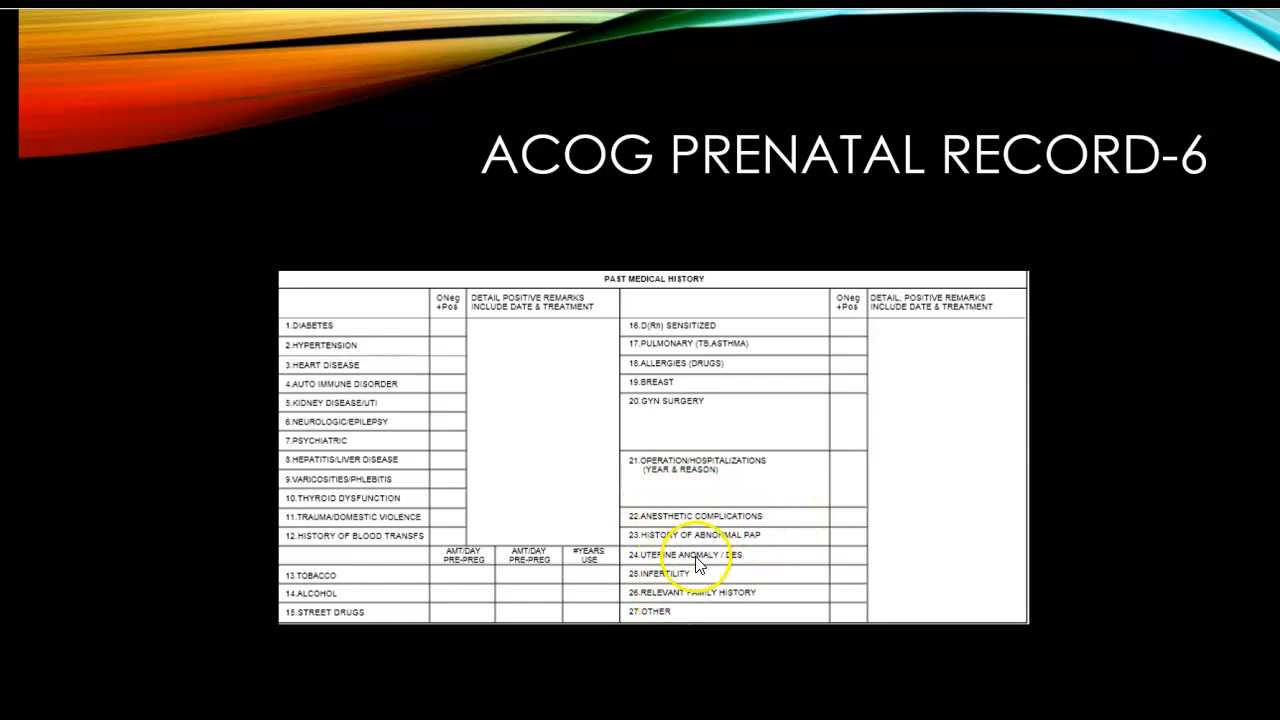 ACOG PRENATAL RECORD-6
PAST MEDICAL HISTORY
ONeg
+Pos
DETAIL POSITIVE REMARKS
INCLUDE DATE & TREATMENT
ONeg
+Pos
DETAIL, POSITIVE REMARKS
INCLUDE DATE & TREATMENT
1.DIABETES
2.HYPERTENSION
3.HEART DISEASE
4.AUTO IMMUNE DISORDER
5.KIDNEY DISEASE/UTI
6.NEUROLOGIC/EPILEPSY
7.PSYCHIATRIC
8.HEPATITIS/LIVER DISEASE
9.VARICOSITIES/PHLEBITIS
10.THYROID DYSFUNCTION
11.TRAUMA/DOMESTIC VIOLENCE
12.HISTORY OF BLOOD TRANSFS
AMT/DAY
PRE-PREG
AMT/DAY
PRE-PREG
#YEARS
USE
13.TOBACCO
14.ALCOHOL
15.STREET DRUGS
16.D(Rh) SENSITIZED
17.PULMONARY (TB,ASTHMA)
18.ALLERGIES (DRUGS)
19.BREAST
20.GYN SURGERY
21.OPERATION/HOSPITALIZATIONS
(YEAR & REASON)
22.ANESTHETIC COMPLICATIONS
23.HISTORY OF ABNORMAL PAP
24.UTERINE ANOMALY / DES
25.INFERTILITY
26.RELEVANT FAMILY HISTORY
27.OTHER